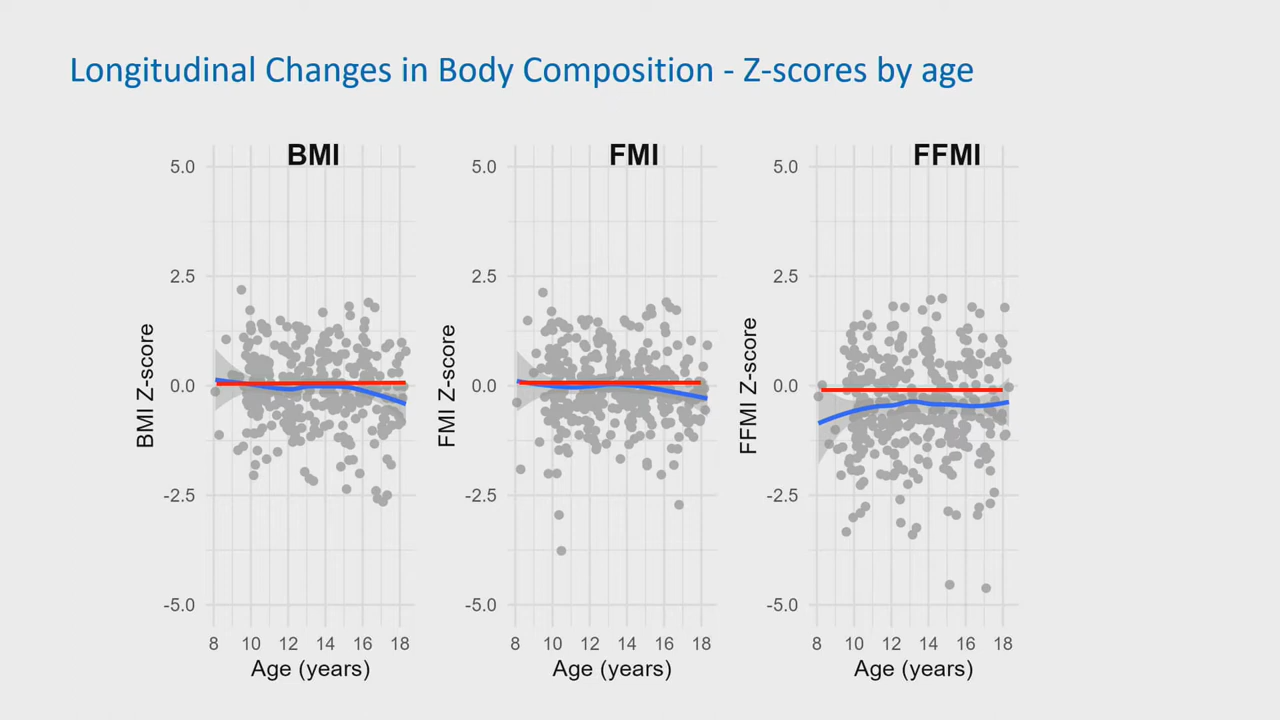 Longitudinal Changes in Body Composition - Z-scores by age
BMI
5.0
2.5
0.0
-2.5
-5.0
BMI Z-score
8 10 12 14 16 18
Age (years)
FMI
5.0
2.5
0.0
-2.5
-5.0
FMI Z-score
8 10 12 14 16 18
Age (years)
FFMI
5.0
2.5
0.0
-2.5
-5.0
FFMI Z-score
8 10 12 14 16 18
Age (years)